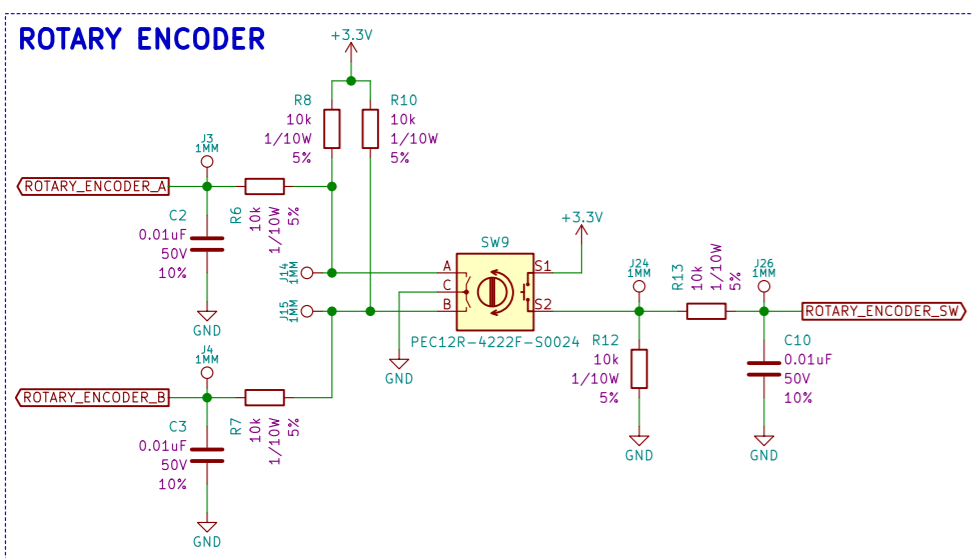 ROTARY ENCODER
+3.3V
R8
10k
1/10W
5%
R10
10k
1/10W
5%
J3
1MM
ROTARY_ENCODER_A
R6
10k
1/10W
5%
C2
0.01uF
50V
10%
GND
J14
1MM
J15
1MM
SW9
A
C
B
S1
S2
PEC12R-4222F-S0024
GND
+3.3V
J24
1MM
R13
10k
1/10W
5%
J26
1MM
ROTARY_ENCODER_SW
R12
10k
1/10W
5%
GND
C10
0.01uF
50V
10%
GND
J4
1MM
ROTARY_ENCODER_B
R7
10k
1/10W
5%
C3
0.01uF
50V
10%
GND